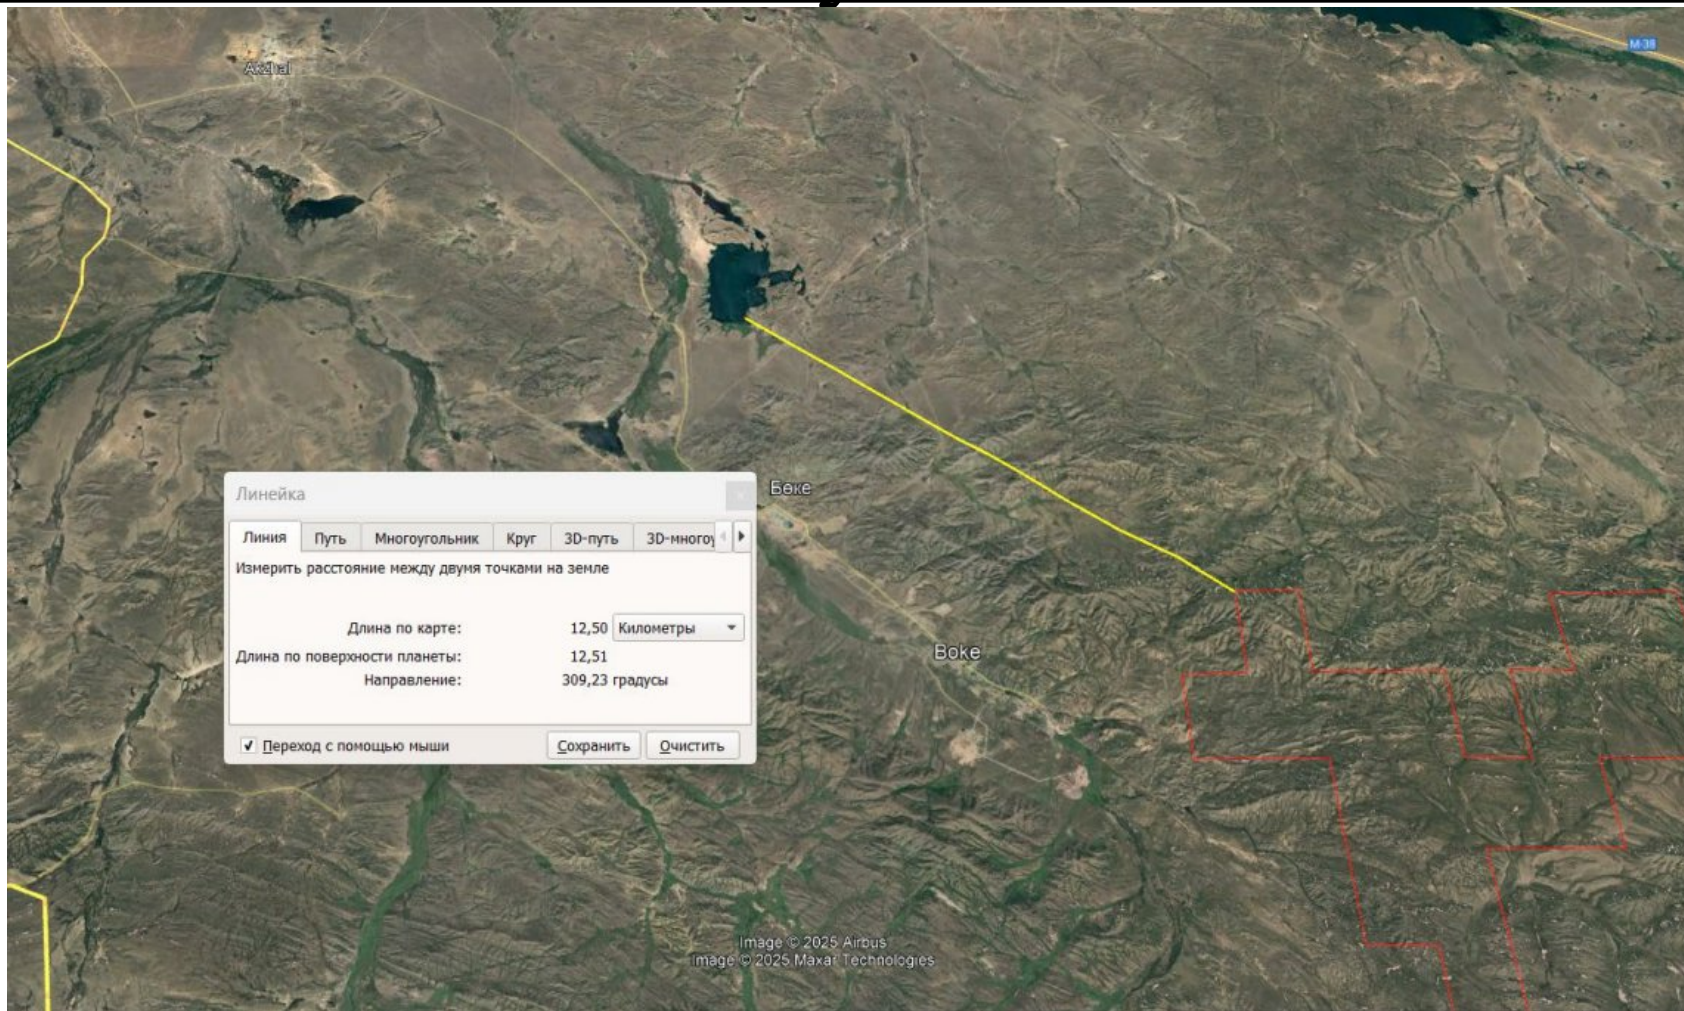 M-38
Akzhal
Бөке
Линейка
Линия Путь Многоугольник Круг 3D-путь 3D-многоу
Измерить расстояние между двумя точками на земле
Длина по карте: 12,50 Километры
Длина по поверхности планеты: 12,51
Направление: 309,23 градусы
Переход с помощью мыши Сохранить Очистить
Boke
Image © 2025 Airbus
Image © 2025 Maxar Technologies